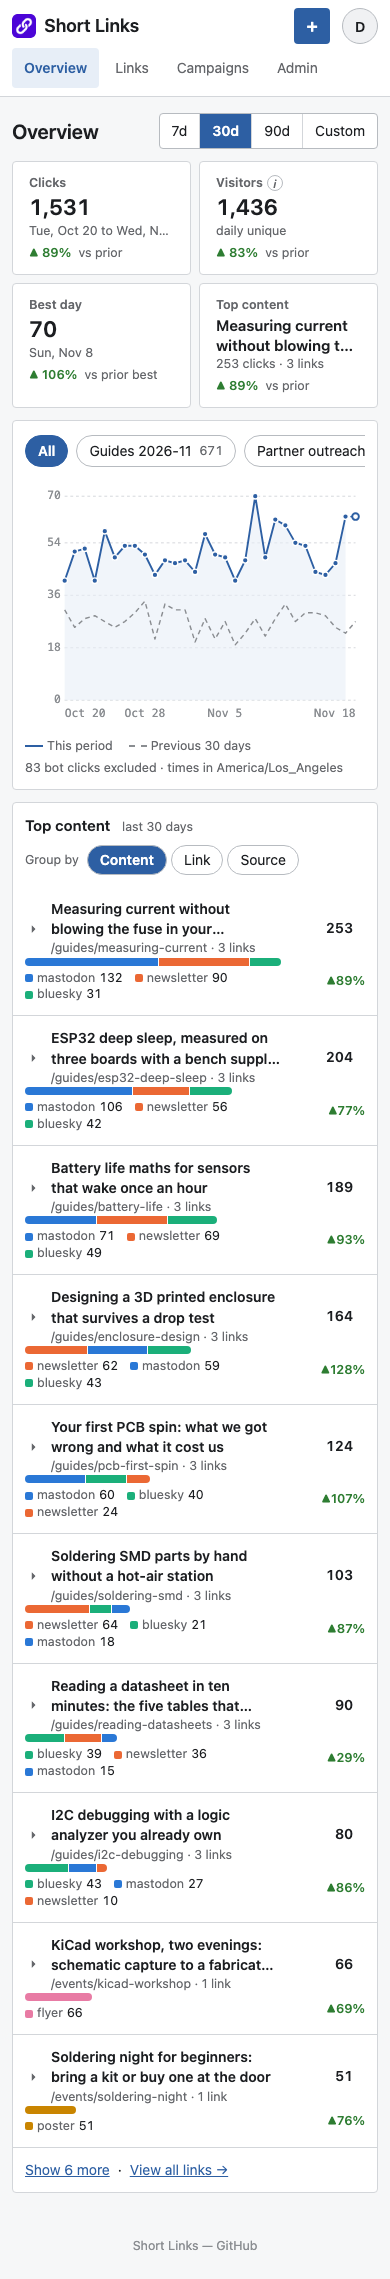 Short Links
+
D
Overview
Links
Campaigns
Admin
Overview
7d
30d
90d
Custom
Clicks
1,531
Tue, Oct 20 to Wed, N...
▲ 89% vs prior
Visitors i
1,436
daily unique
▲ 83% vs prior
Best day
70
Sun, Nov 8
▲ 106% vs prior best
Top content
Measuring current
without blowing t...
253 clicks · 3 links
▲ 89% vs prior
All
Guides 2026-11 671
Partner outreach
70
54
36
18
0
Oct 20
Oct 28
Nov 5
Nov 18
This period
Previous 30 days
83 bot clicks excluded · times in America/Los_Angeles
Top content last 30 days
Group by
Content
Link
Source
Measuring current without
blowing the fuse in your...
253
/guides/measuring-current · 3 links
mastodon 132 newsletter 90
bluesky 31
▲89%
ESP32 deep sleep, measured on
three boards with a bench suppl...
204
/guides/esp32-deep-sleep · 3 links
mastodon 106 newsletter 56
bluesky 42
▲77%
Battery life maths for sensors
that wake once an hour
189
/guides/battery-life · 3 links
mastodon 71 newsletter 69
bluesky 49
▲93%
Designing a 3D printed enclosure
that survives a drop test
164
/guides/enclosure-design · 3 links
newsletter 62 mastodon 59
bluesky 43
▲128%
Your first PCB spin: what we got
wrong and what it cost us
124
/guides/pcb-first-spin · 3 links
mastodon 60 bluesky 40
newsletter 24
▲107%
Soldering SMD parts by hand
without a hot-air station
103
/guides/soldering-smd · 3 links
newsletter 64 bluesky 21
mastodon 18
▲87%
Reading a datasheet in ten
minutes: the five tables that...
90
/guides/reading-datasheets · 3 links
bluesky 39 newsletter 36
mastodon 15
▲29%
I2C debugging with a logic
analyzer you already own
80
/guides/i2c-debugging · 3 links
bluesky 43 mastodon 27
newsletter 10
▲86%
KiCad workshop, two evenings:
schematic capture to a fabricat...
66
/events/kicad-workshop · 1 link
flyer 66
▲69%
Soldering night for beginners:
bring a kit or buy one at the door
51
/events/soldering-night · 1 link
poster 51
▲76%
Show 6 more · View all links →
Short Links — GitHub